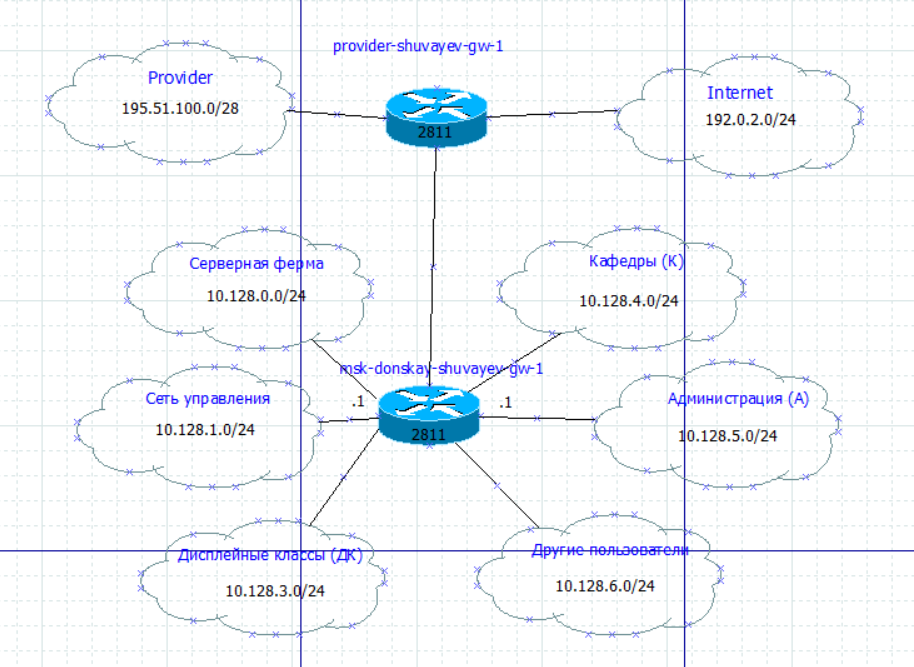 provider-shuvayev-gw-1
Provider
195.51.100.0/28
2811
Internet
192.0.2.0/24
Серверная ферма
10.128.0.0/24
Кафедры (К)
10.128.4.0/24
msk-donskay-shuvayev-gw-1
Сеть управления
10.128.1.0/24
.1
2811
.1
Администрация (А)
10.128.5.0/24
Дисплейные классы (ДК)
10.128.3.0/24
Другие пользователи
10.128.6.0/24